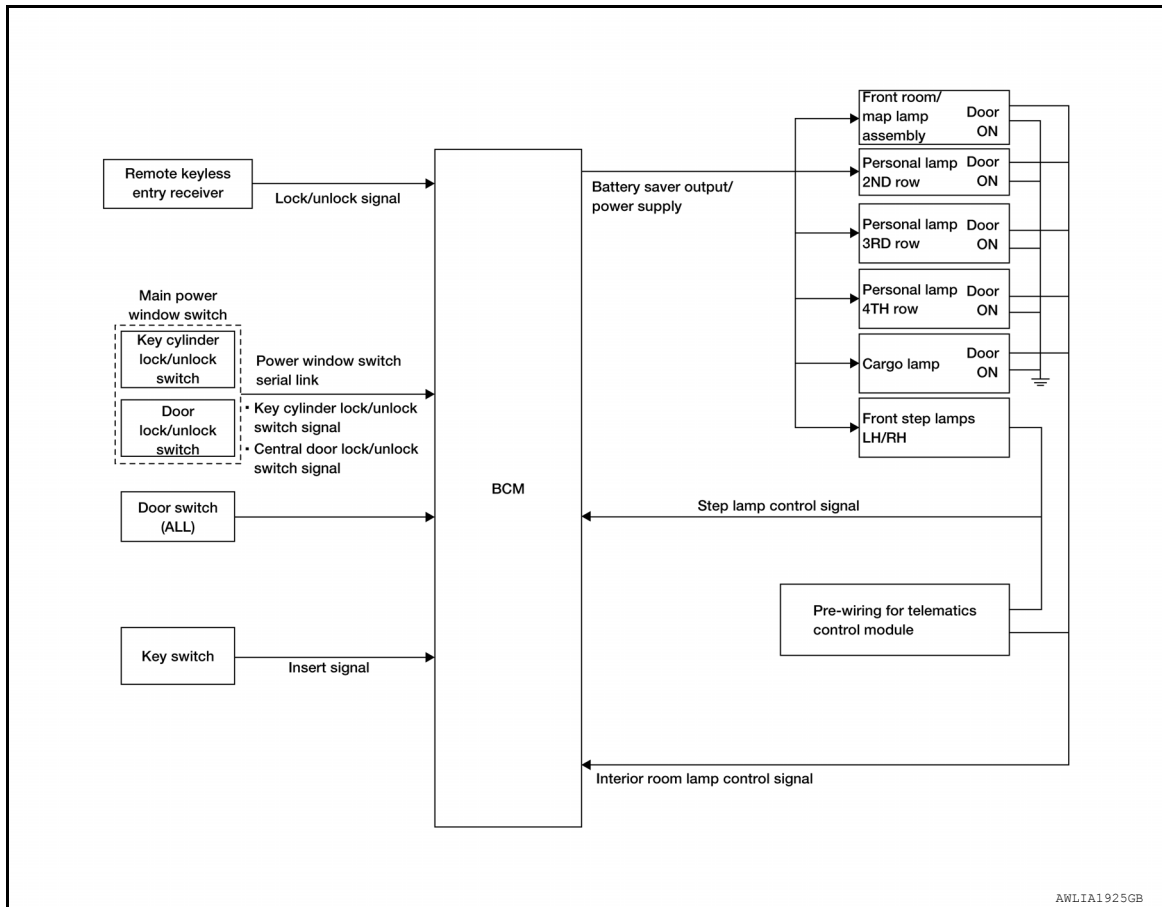 Remote keyless
entry receiver
Lock/unlock signal
Main power
window switch
Key cylinder
lock/unlock
switch
Door
lock/unlock
switch
Power window switch
serial link
· Key cylinder lock/unlock
switch signal
· Central door lock/unlock
switch signal
Door switch
(ALL)
Key switch
Insert signal
BCM
Battery saver output/
power supply
Front room/
map lamp
assembly
Door
ON
Personal lamp
2ND row
Door
ON
Personal lamp
3RD row
Door
ON
Personal lamp
4TH row
Door
ON
Cargo lamp
Door
ON
Front step lamps
LH/RH
Step lamp control signal
Pre-wiring for telematics
control module
Interior room lamp control signal
AWLIA1925GB